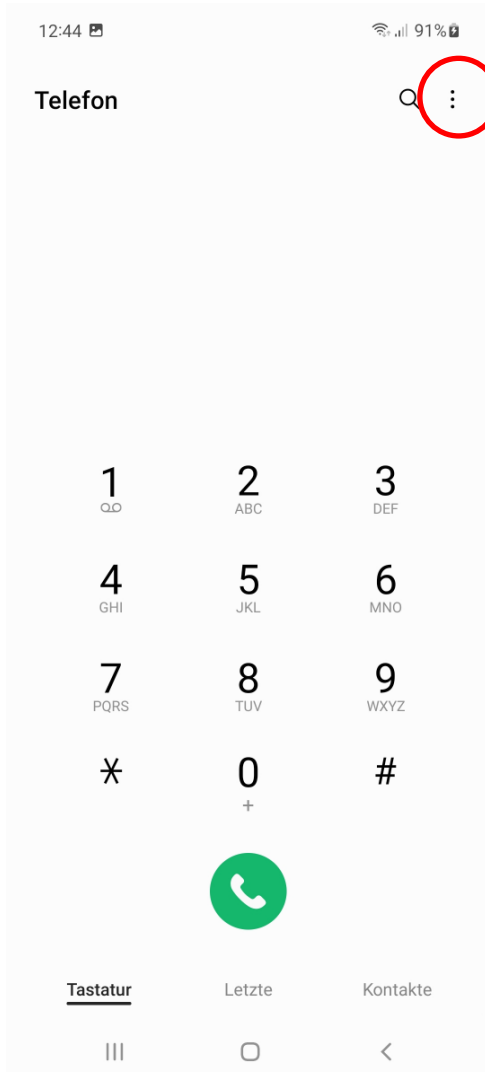 12:44 91%
Telefon
1 2 3
ABC DEF
4 5 6
GHI JKL MNO
7 8 9
PQRS TUV WXYZ
* 0 #
+
Tastatur Letzte Kontakte